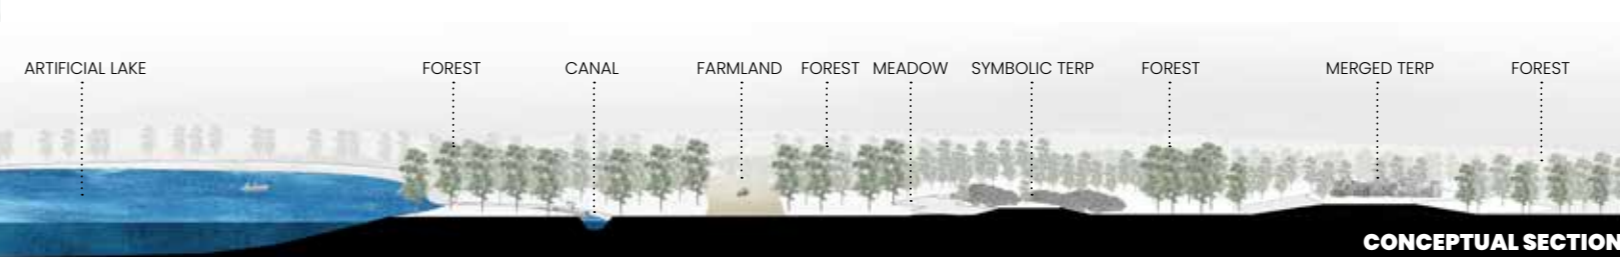 ARTIFICIAL LAKE
FOREST
CANAL
FARMLAND
FOREST
MEADOW
SYMBOLIC TERP
FOREST
MERGED TERP
FOREST
CONCEPTUAL SECTION